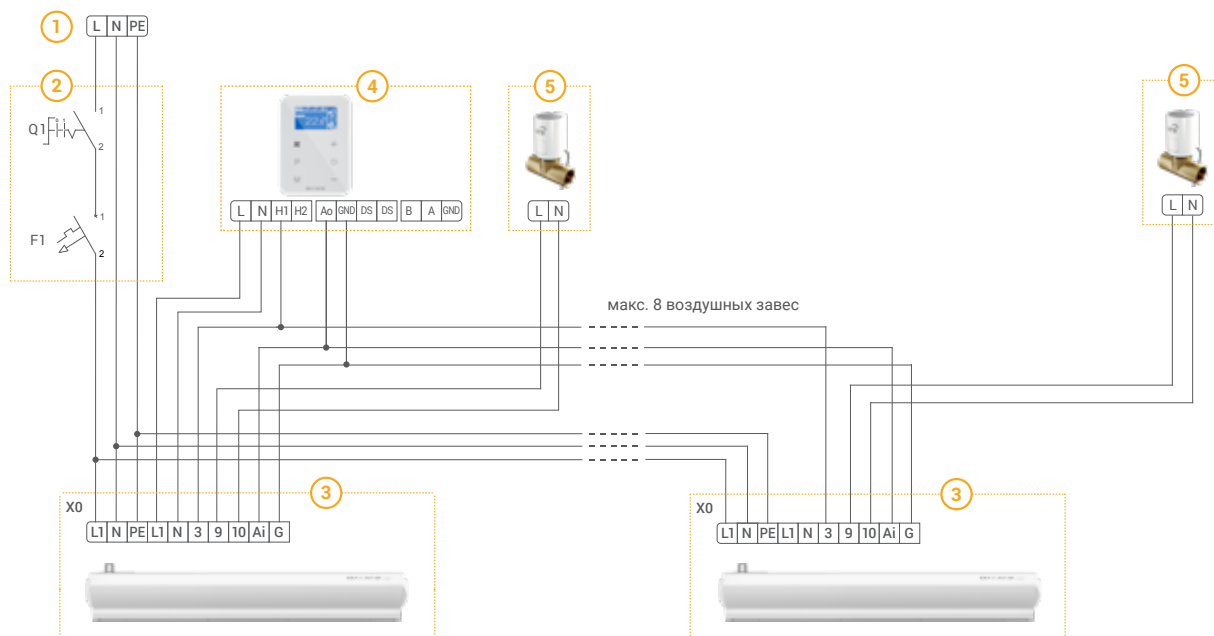 1 L N PE
2 4 5 5
1
Q1 0 1
2
L N H1 H2 Ao GND DS DS B A GND
L N
L N
1
F1
2
макс. 8 воздушных завес
3 3
X0 X0
L1 N PE L1 N 3 9 10 Ai G
L1 N PE L1 N 3 9 10 Ai G